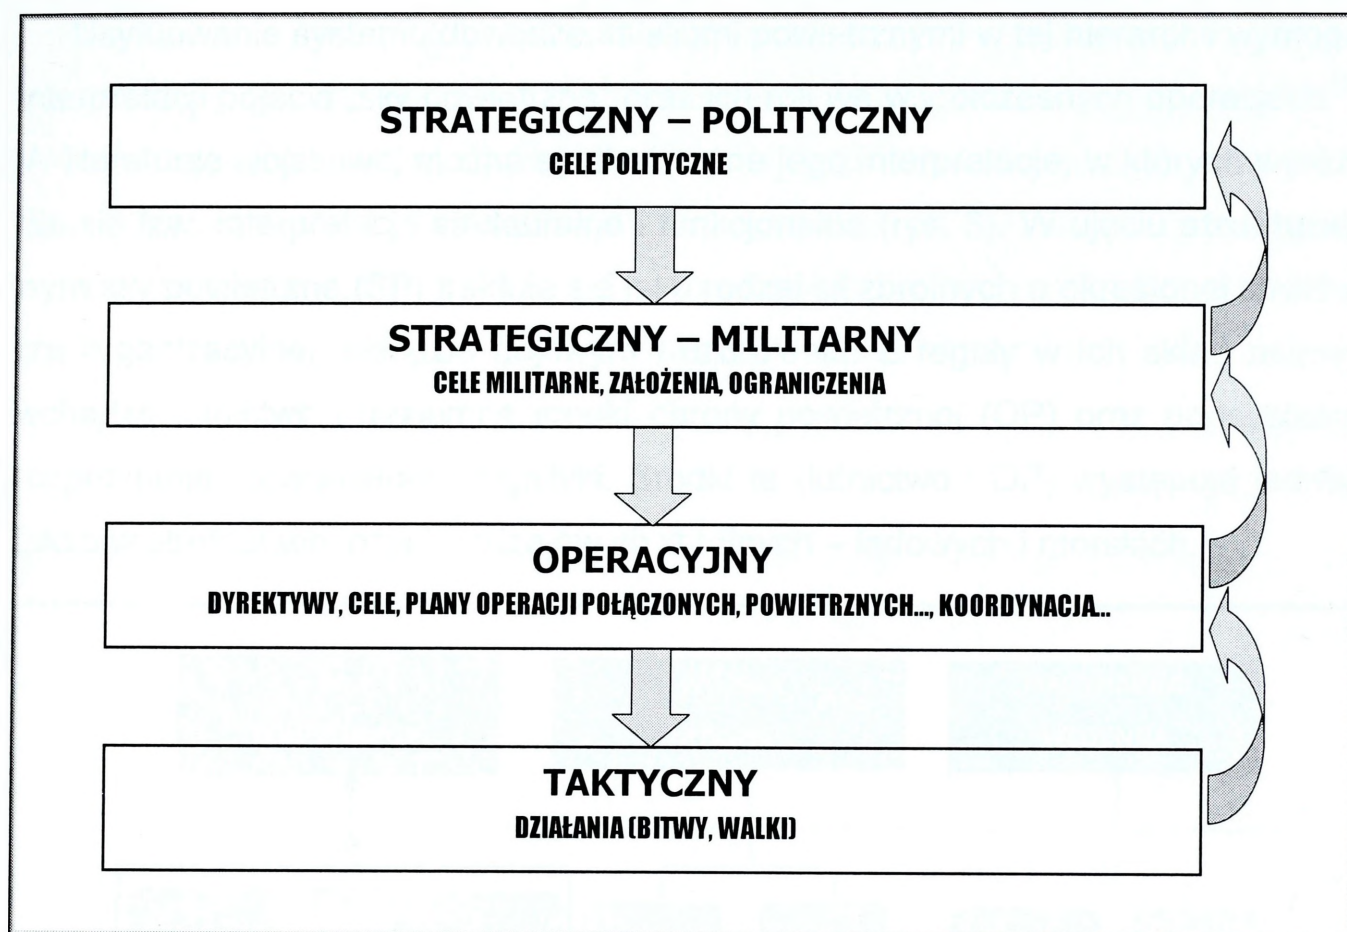 STRATEGICZNY – POLITYCZNY
CELE POLITYCZNE
STRATEGICZNY – MILITARNY
CELE MILITARNE, ZAŁOŻENIA, OGRANICZENIA
OPERACYJNY
DYREKTYWY, CELE, PLANY OPERACJI POŁĄCZONYCH, POWIETRZNYCH..., KOORDYNACJA...
TAKTYCZNY
DZIAŁANIA (BITWY, WALKI)